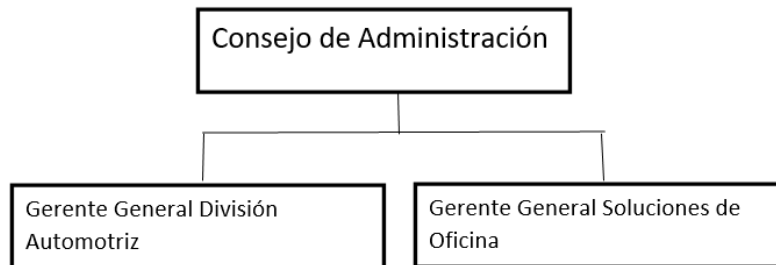 Consejo de Administración
Gerente General División
Automotriz
Gerente General Soluciones de
Oficina